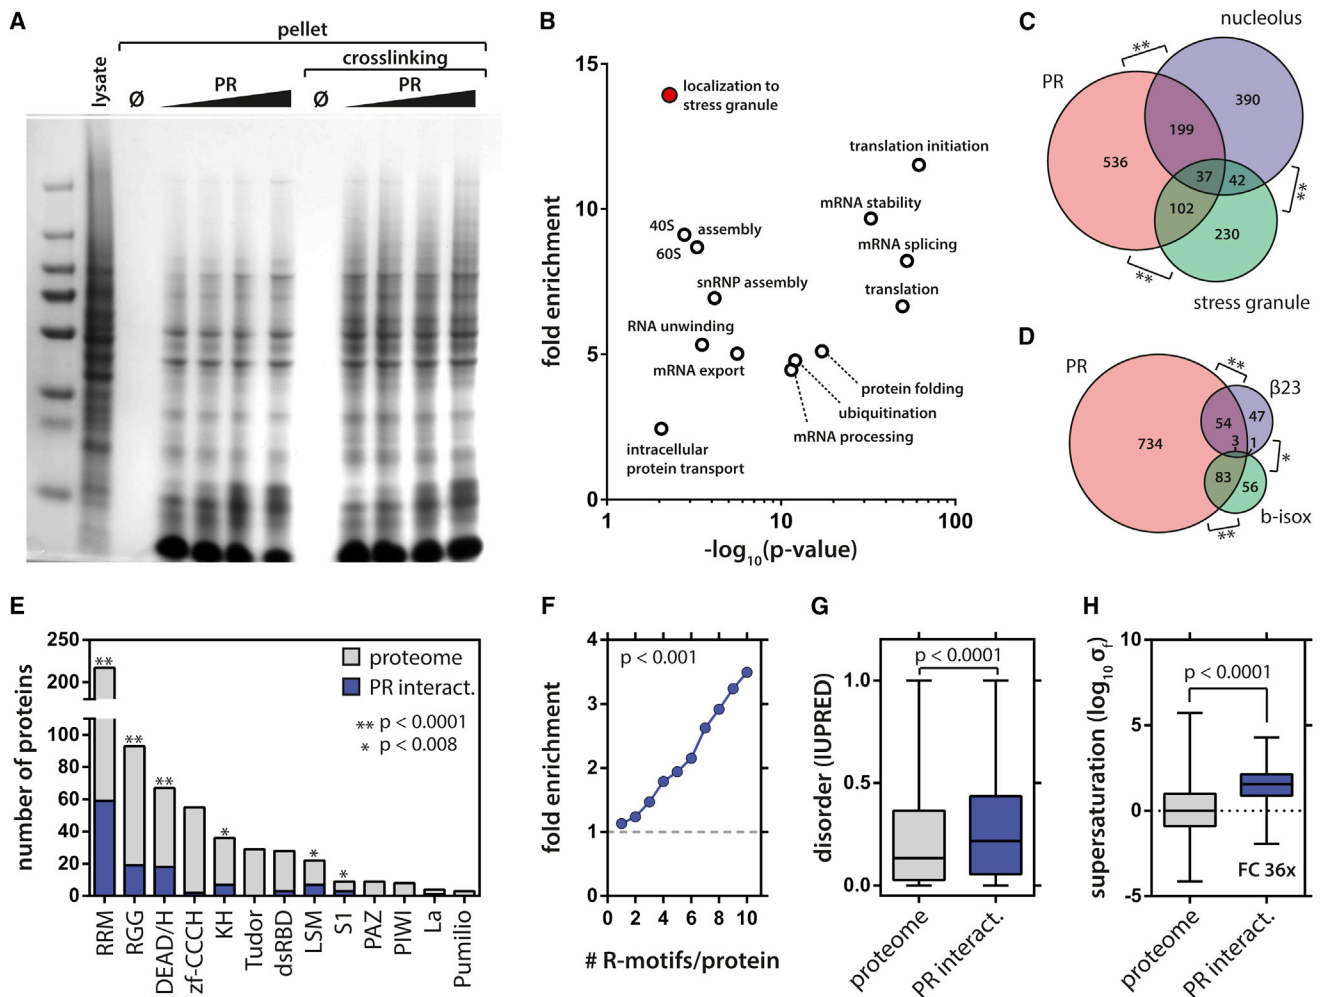 A
pellet
crosslinking
lysate
Ø
PR
Ø
PR
B
fold enrichment
15
10
5
0
1
10
100
-log10(p-value)
localization to
stress granule
translation initiation
mRNA stability
mRNA splicing
translation
40S
60S
assembly
snRNP assembly
RNA unwinding
mRNA export
protein folding
ubiquitination
mRNA processing
intracellular
protein transport
C
nucleolus
PR
**
390
199
536
37
42
102
230
**
**
stress granule
D
PR
**
β23
54
47
734
3
1
*
83
56
b-isox
**
E
number of proteins
250
200
100
80
60
40
20
0
proteome
PR interact.
** p < 0.0001
* p < 0.008
**
**
**
*
*
*
RRM
RGG
DEAD/H
zf-CCCH
KH
Tudor
dsRBD
LSM
S1
PAZ
PIWI
La
Pumilio
F
fold enrichment
4
3
2
1
0
p < 0.001
0
2
4
6
8
10
# R-motifs/protein
G
disorder (IUPRED)
1.0
0.5
0.0
p < 0.0001
proteome
PR interact.
H
supersaturation (log10 σf)
10
5
0
-5
p < 0.0001
FC 36x
proteome
PR interact.